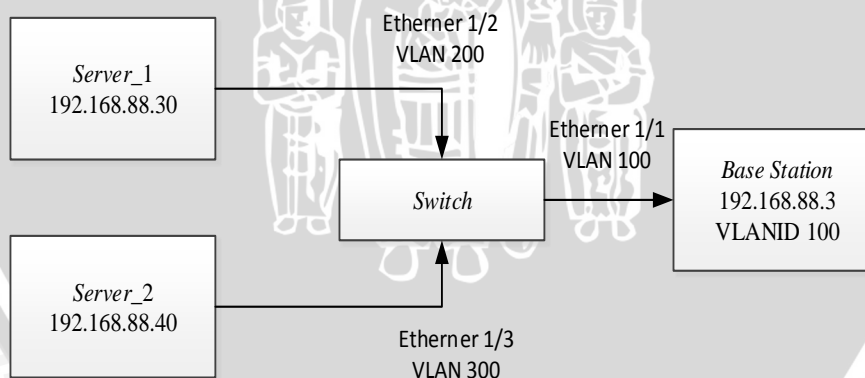 Etherner 1/2
VLAN 200
Server_1
192.168.88.30
Etherner 1/1
VLAN 100
Switch
Base Station
192.168.88.3
VLANID 100
Server_2
192.168.88.40
Etherner 1/3
VLAN 300